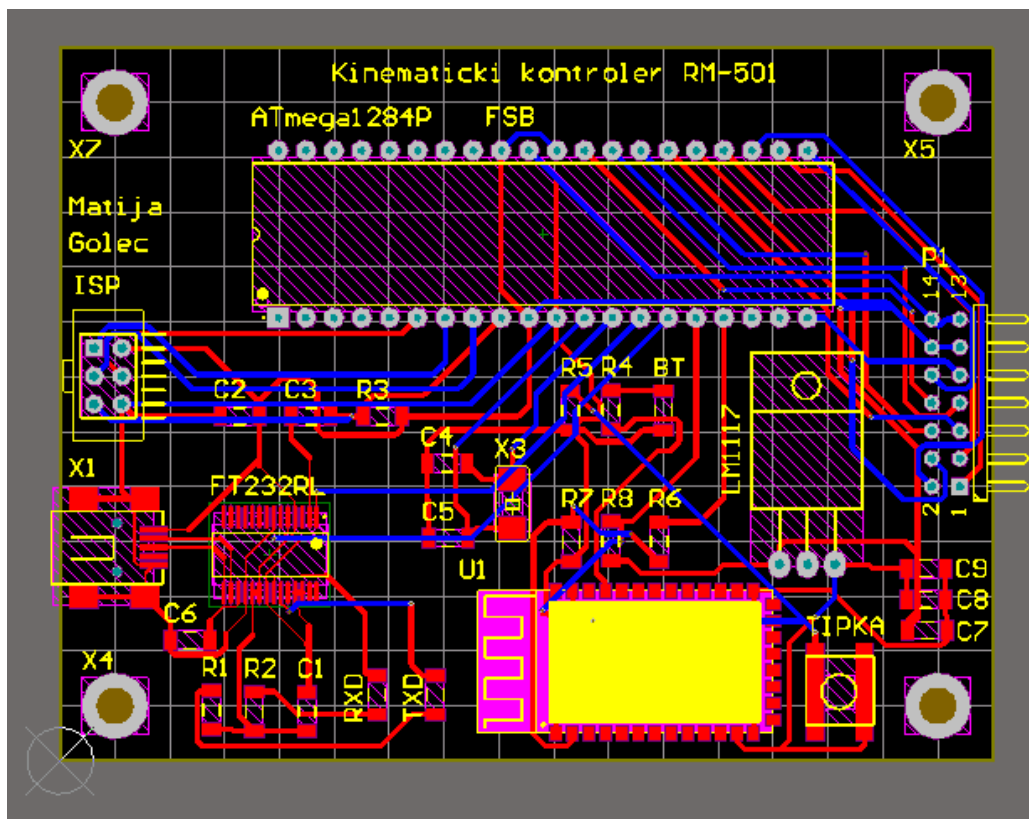 Kinematicki kontroler RM-501
ATmega1284P FSB
X7
X5
Matija
Golec
ISP
P1
14 13
C2 C3 R3
R5 R4 BT
C4
X3
LM1117
X1
FT232RL
C5
R7 R8 R6
2 1
U1
C9
C8
C7
C6
TIPKA
X4
R1 R2 C1
RXD
TXD